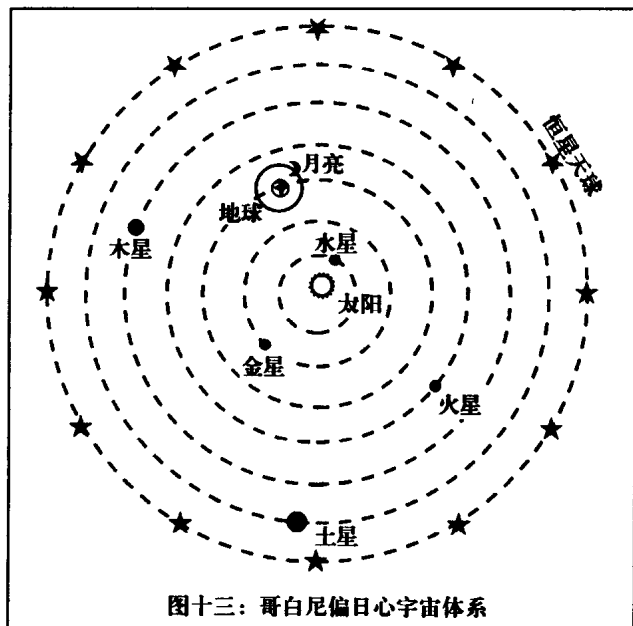 恒星天球
月亮
地球
木星
水星
太阳
金星
火星
土星
图十三：哥白尼偏日心宇宙体系